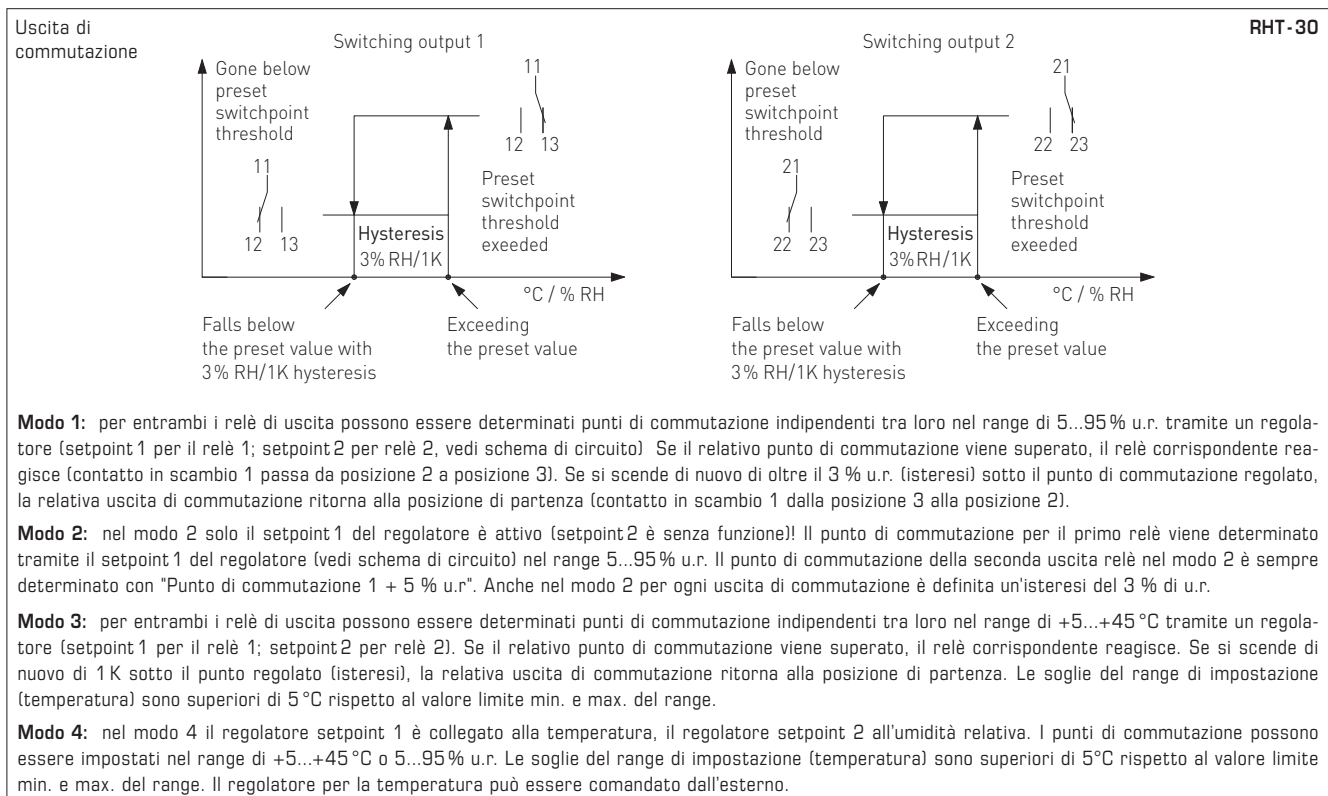 Uscita di
commutazione
RHT-30
Switching output 1
Gone below
preset
switchpoint
threshold
11
12 13
11
12 13
Preset
switchpoint
threshold
exeeded
Hysteresis
3% RH/1K
°C / % RH
Falls below
the preset value with
3% RH/1K hysteresis
Exceeding
the preset value
Switching output 2
Gone below
preset
switchpoint
threshold
21
22 23
21
22 23
Preset
switchpoint
threshold
exeeded
Hysteresis
3%RH/1K
°C / % RH
Falls below
the preset value with
3% RH/1K hysteresis
Exceeding
the preset value
Modo 1: per entrambi i relè di uscita possono essere determinati punti di commutazione indipendenti tra loro nel range di 5...95% u.r. tramite un regola-
tore (setpoint1 per il relè 1; setpoint2 per relè 2, vedi schema di circuito) Se il relativo punto di commutazione viene superato, il relè corrispondente rea-
gisce (contatto in scambio 1 passa da posizione 2 a posizione 3). Se si scende di nuovo di oltre il 3 % u.r. (isteresi) sotto il punto di commutazione regolato,
la relativa uscita di commutazione ritorna alla posizione di partenza (contatto in scambio 1 dalla posizione 3 alla posizione 2).
Modo 2: nel modo 2 solo il setpoint1 del regolatore è attivo (setpoint2 è senza funzione)! Il punto di commutazione per il primo relè viene determinato
tramite il setpoint1 del regolatore (vedi schema di circuito) nel range 5...95% u.r. Il punto di commutazione della seconda uscita relè nel modo 2 è sempre
determinato con "Punto di commutazione 1 + 5 % u.r". Anche nel modo 2 per ogni uscita di commutazione è definita un'isteresi del 3 % di u.r.
Modo 3: per entrambi i relè di uscita possono essere determinati punti di commutazione indipendenti tra loro nel range di +5...+45°C tramite un regola-
tore (setpoint1 per il relè 1; setpoint2 per relè 2). Se il relativo punto di commutazione viene superato, il relè corrispondente reagisce. Se si scende di
nuovo di 1K sotto il punto regolato (isteresi), la relativa uscita di commutazione ritorna alla posizione di partenza. Le soglie del range di impostazione
(temperatura) sono superiori di 5°C rispetto al valore limite min. e max. del range.
Modo 4: nel modo 4 il regolatore setpoint 1 è collegato alla temperatura, il regolatore setpoint 2 all'umidità relativa. I punti di commutazione possono
essere impostati nel range di +5...+45°C o 5...95% u.r. Le soglie del range di impostazione (temperatura) sono superiori di 5°C rispetto al valore limite
min. e max. del range. Il regolatore per la temperatura può essere comandato dall'esterno.